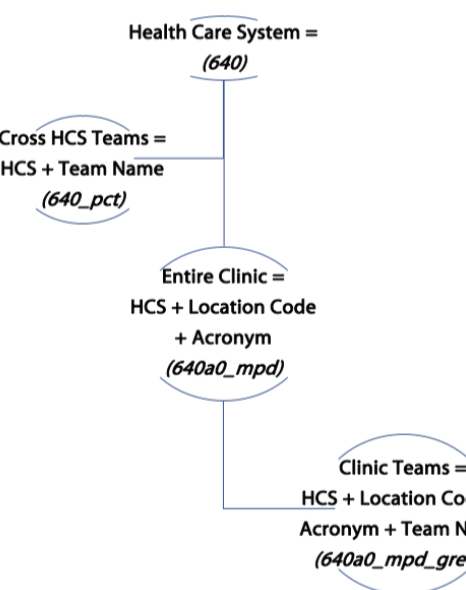 Health Care System =
(640)
Cross HCS Teams =
HCS + Team Name
(640_pct)
Entire Clinic =
HCS + Location Code
+ Acronym
(640a0_mpd)
Clinic Teams =
HCS + Location
Acronym + Team